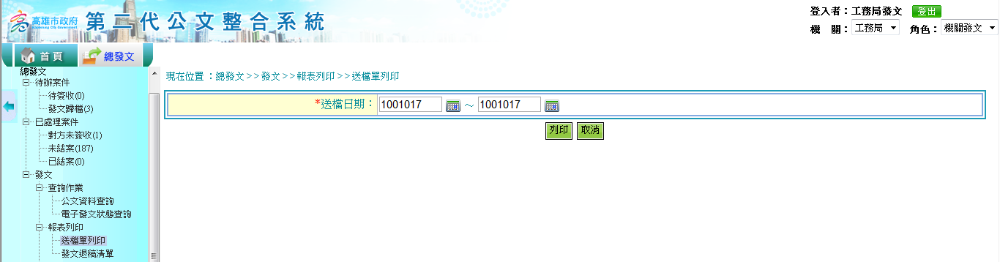 高雄市政府
Kaohsiung City Government
第二代公文整合系統
登入者：工務局發文 登出
機 關：工務局 角色：機關發文
首頁 總發文
總發文
待辦案件
待簽收(0)
發文歸檔(3)
已處理案件
對方未簽收(1)
未結案(187)
已結案(0)
發文
查詢作業
公文資料查詢
電子發文狀態查詢
報表列印
送檔單列印
發文退稿清單
現在位置：總發文>>發文>>報表列印>>送檔單列印
*送檔日期：1001017 ～ 1001017
列印 取消